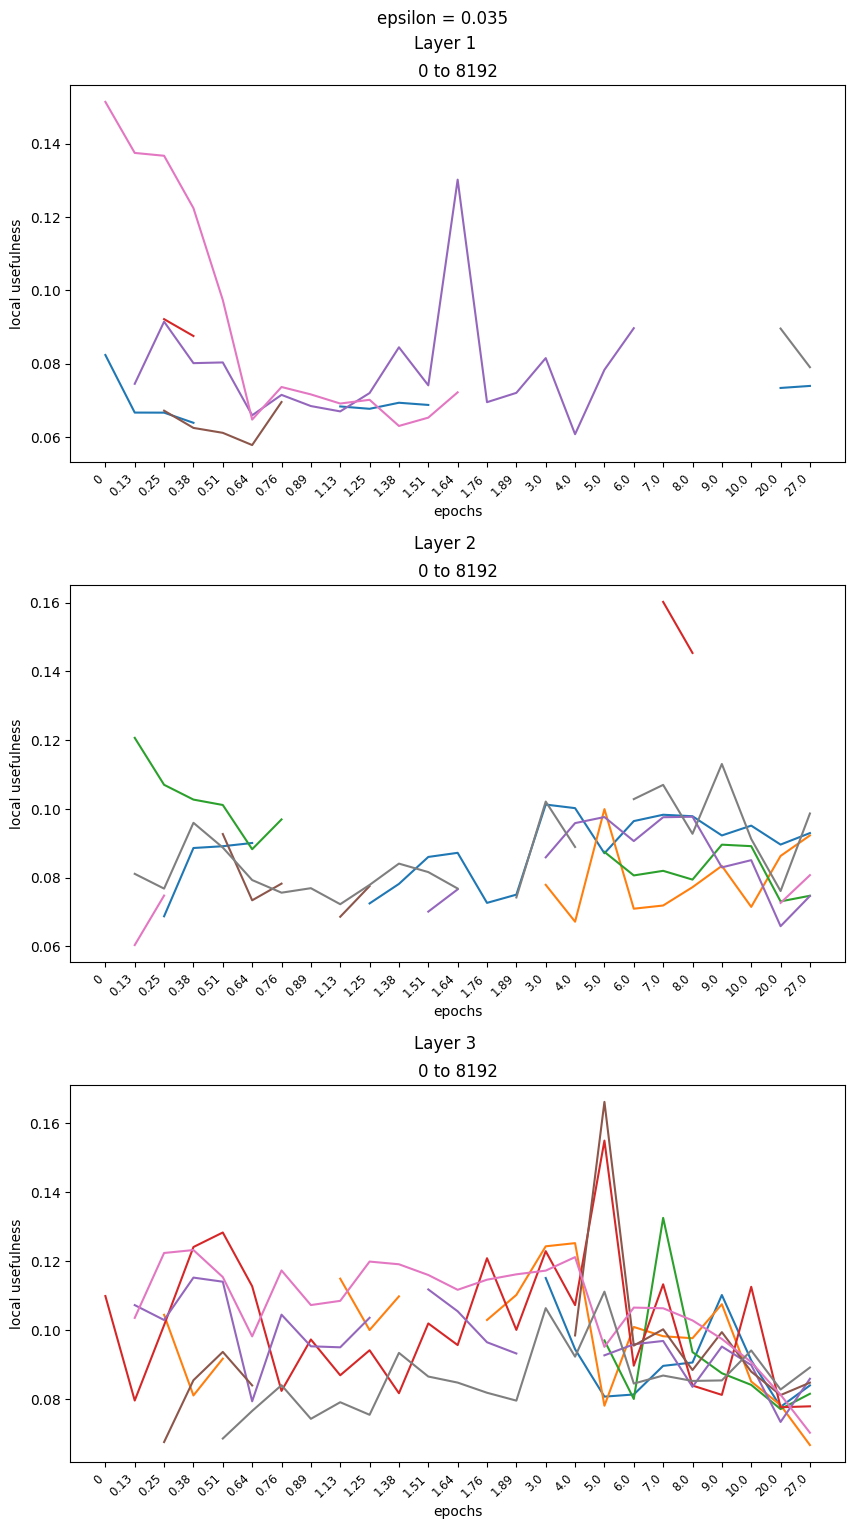 epsilon = 0.035
Layer 1
0 to 8192
local usefulness
0.14
0.12
0.10
0.08
0.06
0 0.13 0.25 0.38 0.51 0.64 0.76 0.89 1.13 1.25 1.38 1.51 1.64 1.76 1.89 3.0 4.0 5.0 6.0 7.0 8.0 9.0 10.0 20.0 27.0
epochs
Layer 2
0 to 8192
local usefulness
0.16
0.14
0.12
0.10
0.08
0.06
0 0.13 0.25 0.38 0.51 0.64 0.76 0.89 1.13 1.25 1.38 1.51 1.64 1.76 1.89 3.0 4.0 5.0 6.0 7.0 8.0 9.0 10.0 20.0 27.0
epochs
Layer 3
0 to 8192
local usefulness
0.16
0.14
0.12
0.10
0.08
0 0.13 0.25 0.38 0.51 0.64 0.76 0.89 1.13 1.25 1.38 1.51 1.64 1.76 1.89 3.0 4.0 5.0 6.0 7.0 8.0 9.0 10.0 20.0 27.0
epochs